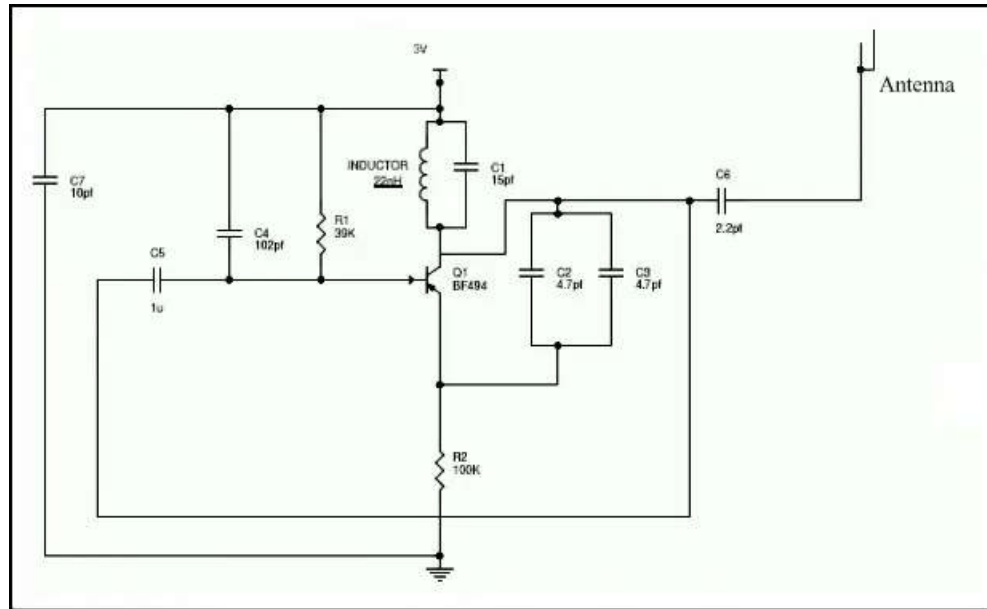 3V
Antenna
C7
10pf
C4
102pf
R1
39K
INDUCTOR
22nH
C1
15pf
C6
2.2pf
C5
1u
Q1
BF494
C2
4.7pf
C3
4.7pf
R2
100K